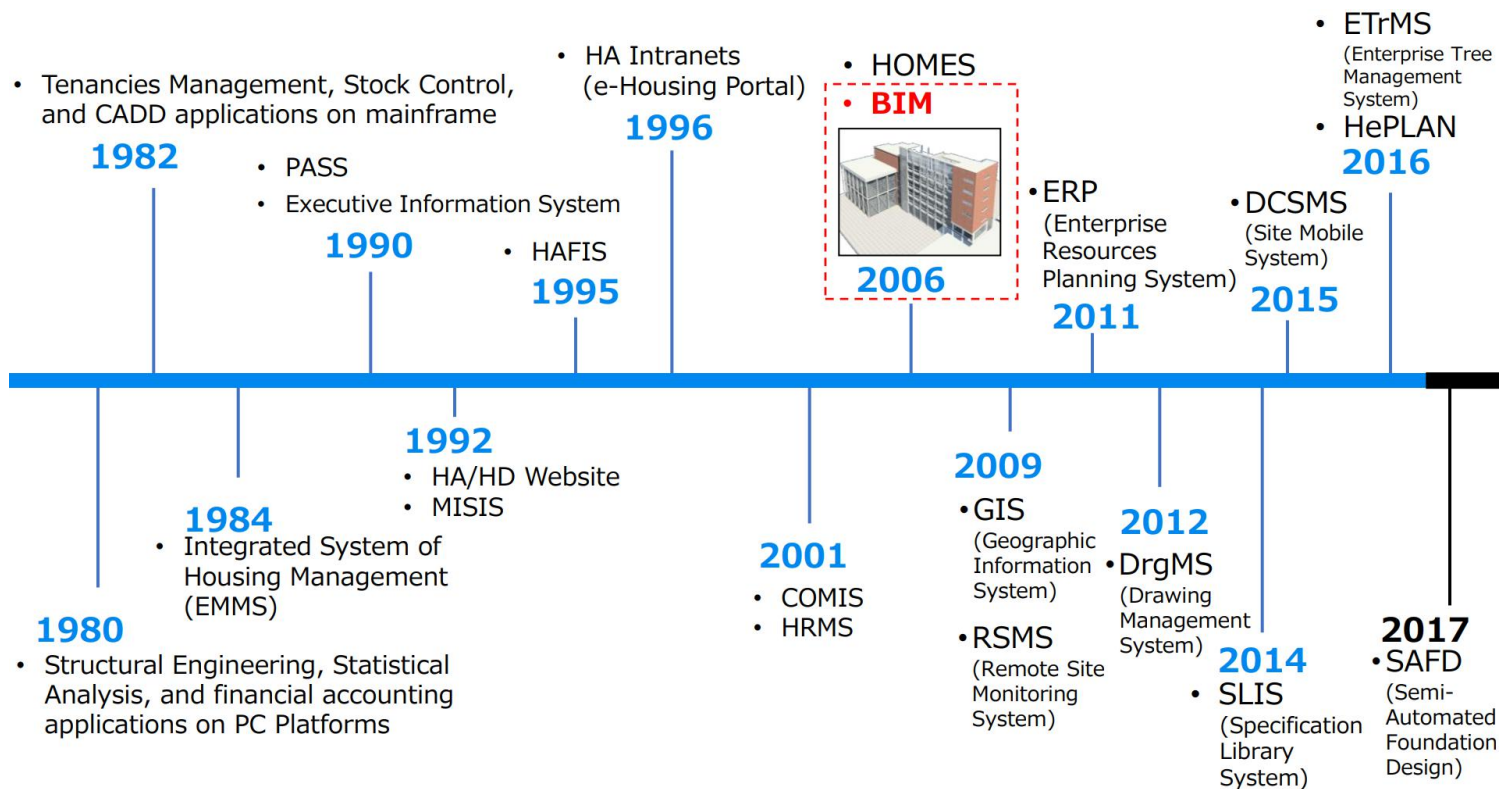 • Tenancies Management, Stock Control,
and CADD applications on mainframe
1982
• PASS
• Executive Information System
1990
• HAFIS
1995
• HA Intranets
(e-Housing Portal)
1996
• HOMES
• BIM
2006
• ERP
(Enterprise
Resources
Planning System)
2011
• DCSMS
(Site Mobile
System)
2015
• ETrMS
(Enterprise Tree
Management
System)
• HePLAN
2016
1980
• Structural Engineering, Statistical
Analysis, and financial accounting
applications on PC Platforms
1984
• Integrated System of
Housing Management
(EMMS)
1992
• HA/HD Website
• MISIS
2001
• COMIS
• HRMS
2009
• GIS
(Geographic
Information
System)
• RSMS
(Remote Site
Monitoring
System)
2012
• DrgMS
(Drawing
Management
System)
2014
• SLIS
(Specification
Library
System)
2017
• SAFD
(Semi-
Automated
Foundation
Design)